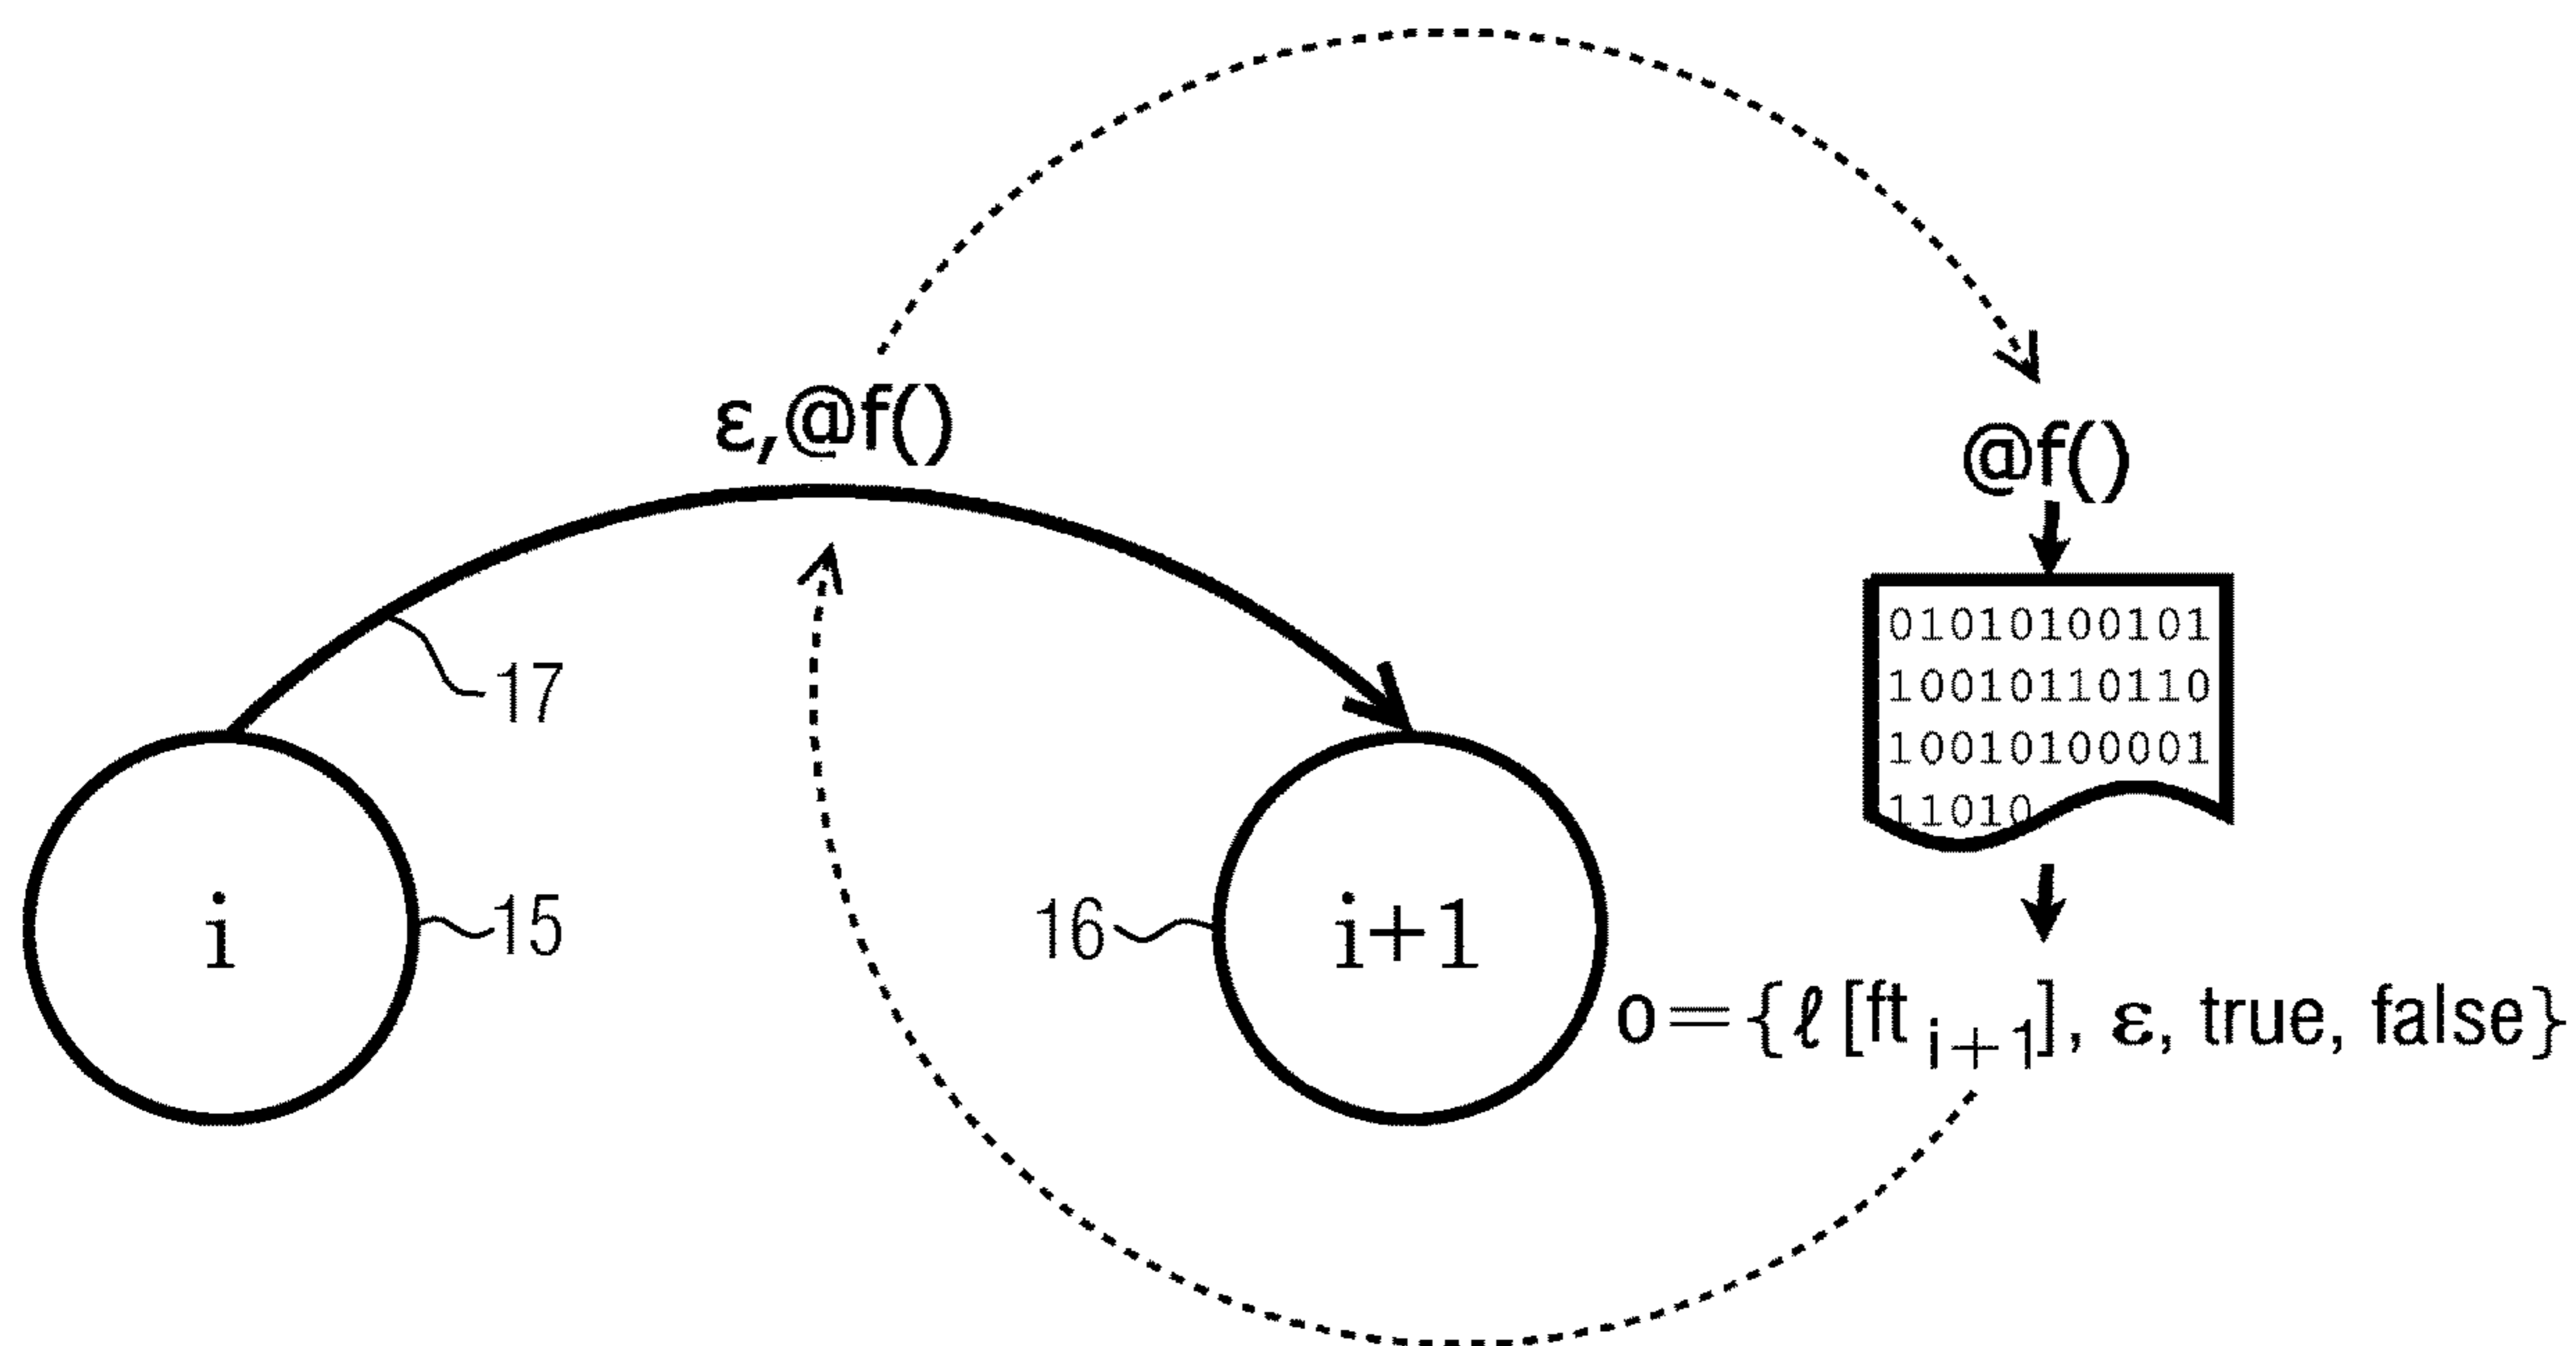 ε,@f()
@f()
17
01010100101
10010110110
10010100001
11010
i
15
16
i+1
o={ℓ[ft i+1], ε, true, false}